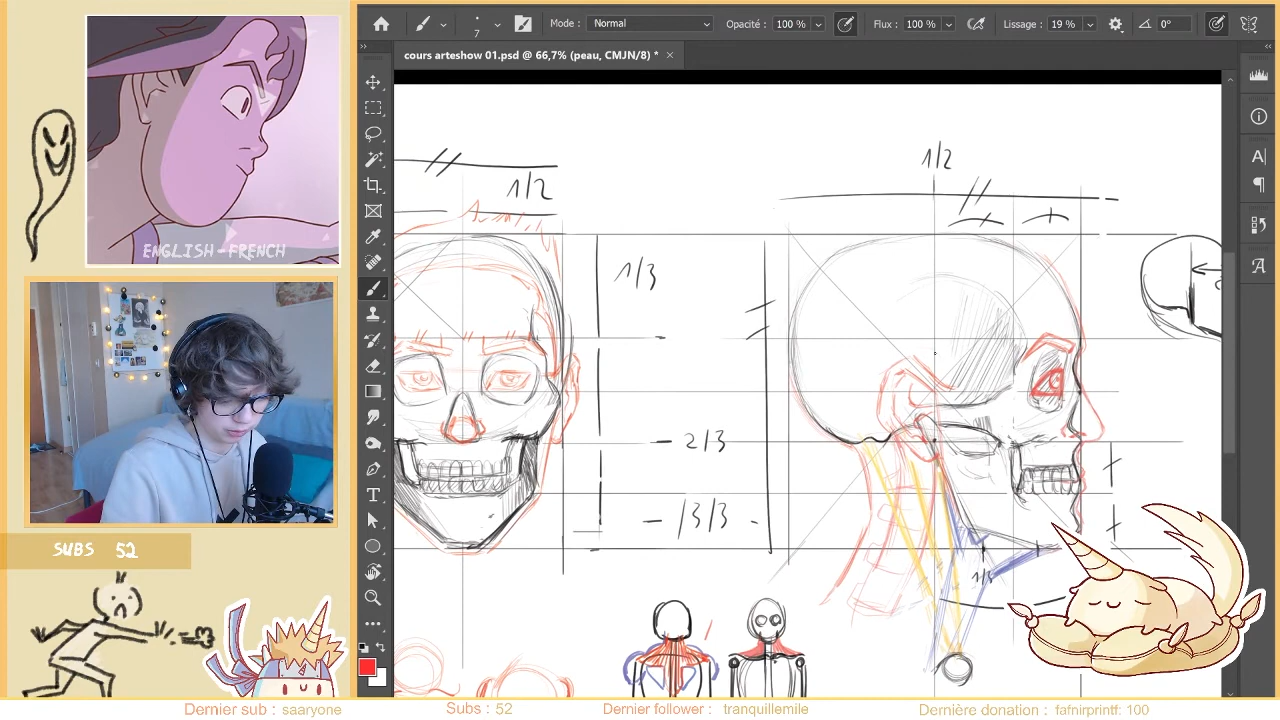 Mode : Normal Opacité : 100 % Flux : 100 % Lissage : 19 % 0°
7
cours arteshow 01.psd @ 66,7% (peau, CMJN/8) * ×
1/2
1/2
1/3
2/3
3/3
ENGLISH-FRENCH
SUBS 52
Dernier sub : saaryone
Subs : 52
Dernier follower : tranquillemile
Dernière donation : fafnirprintf: 100